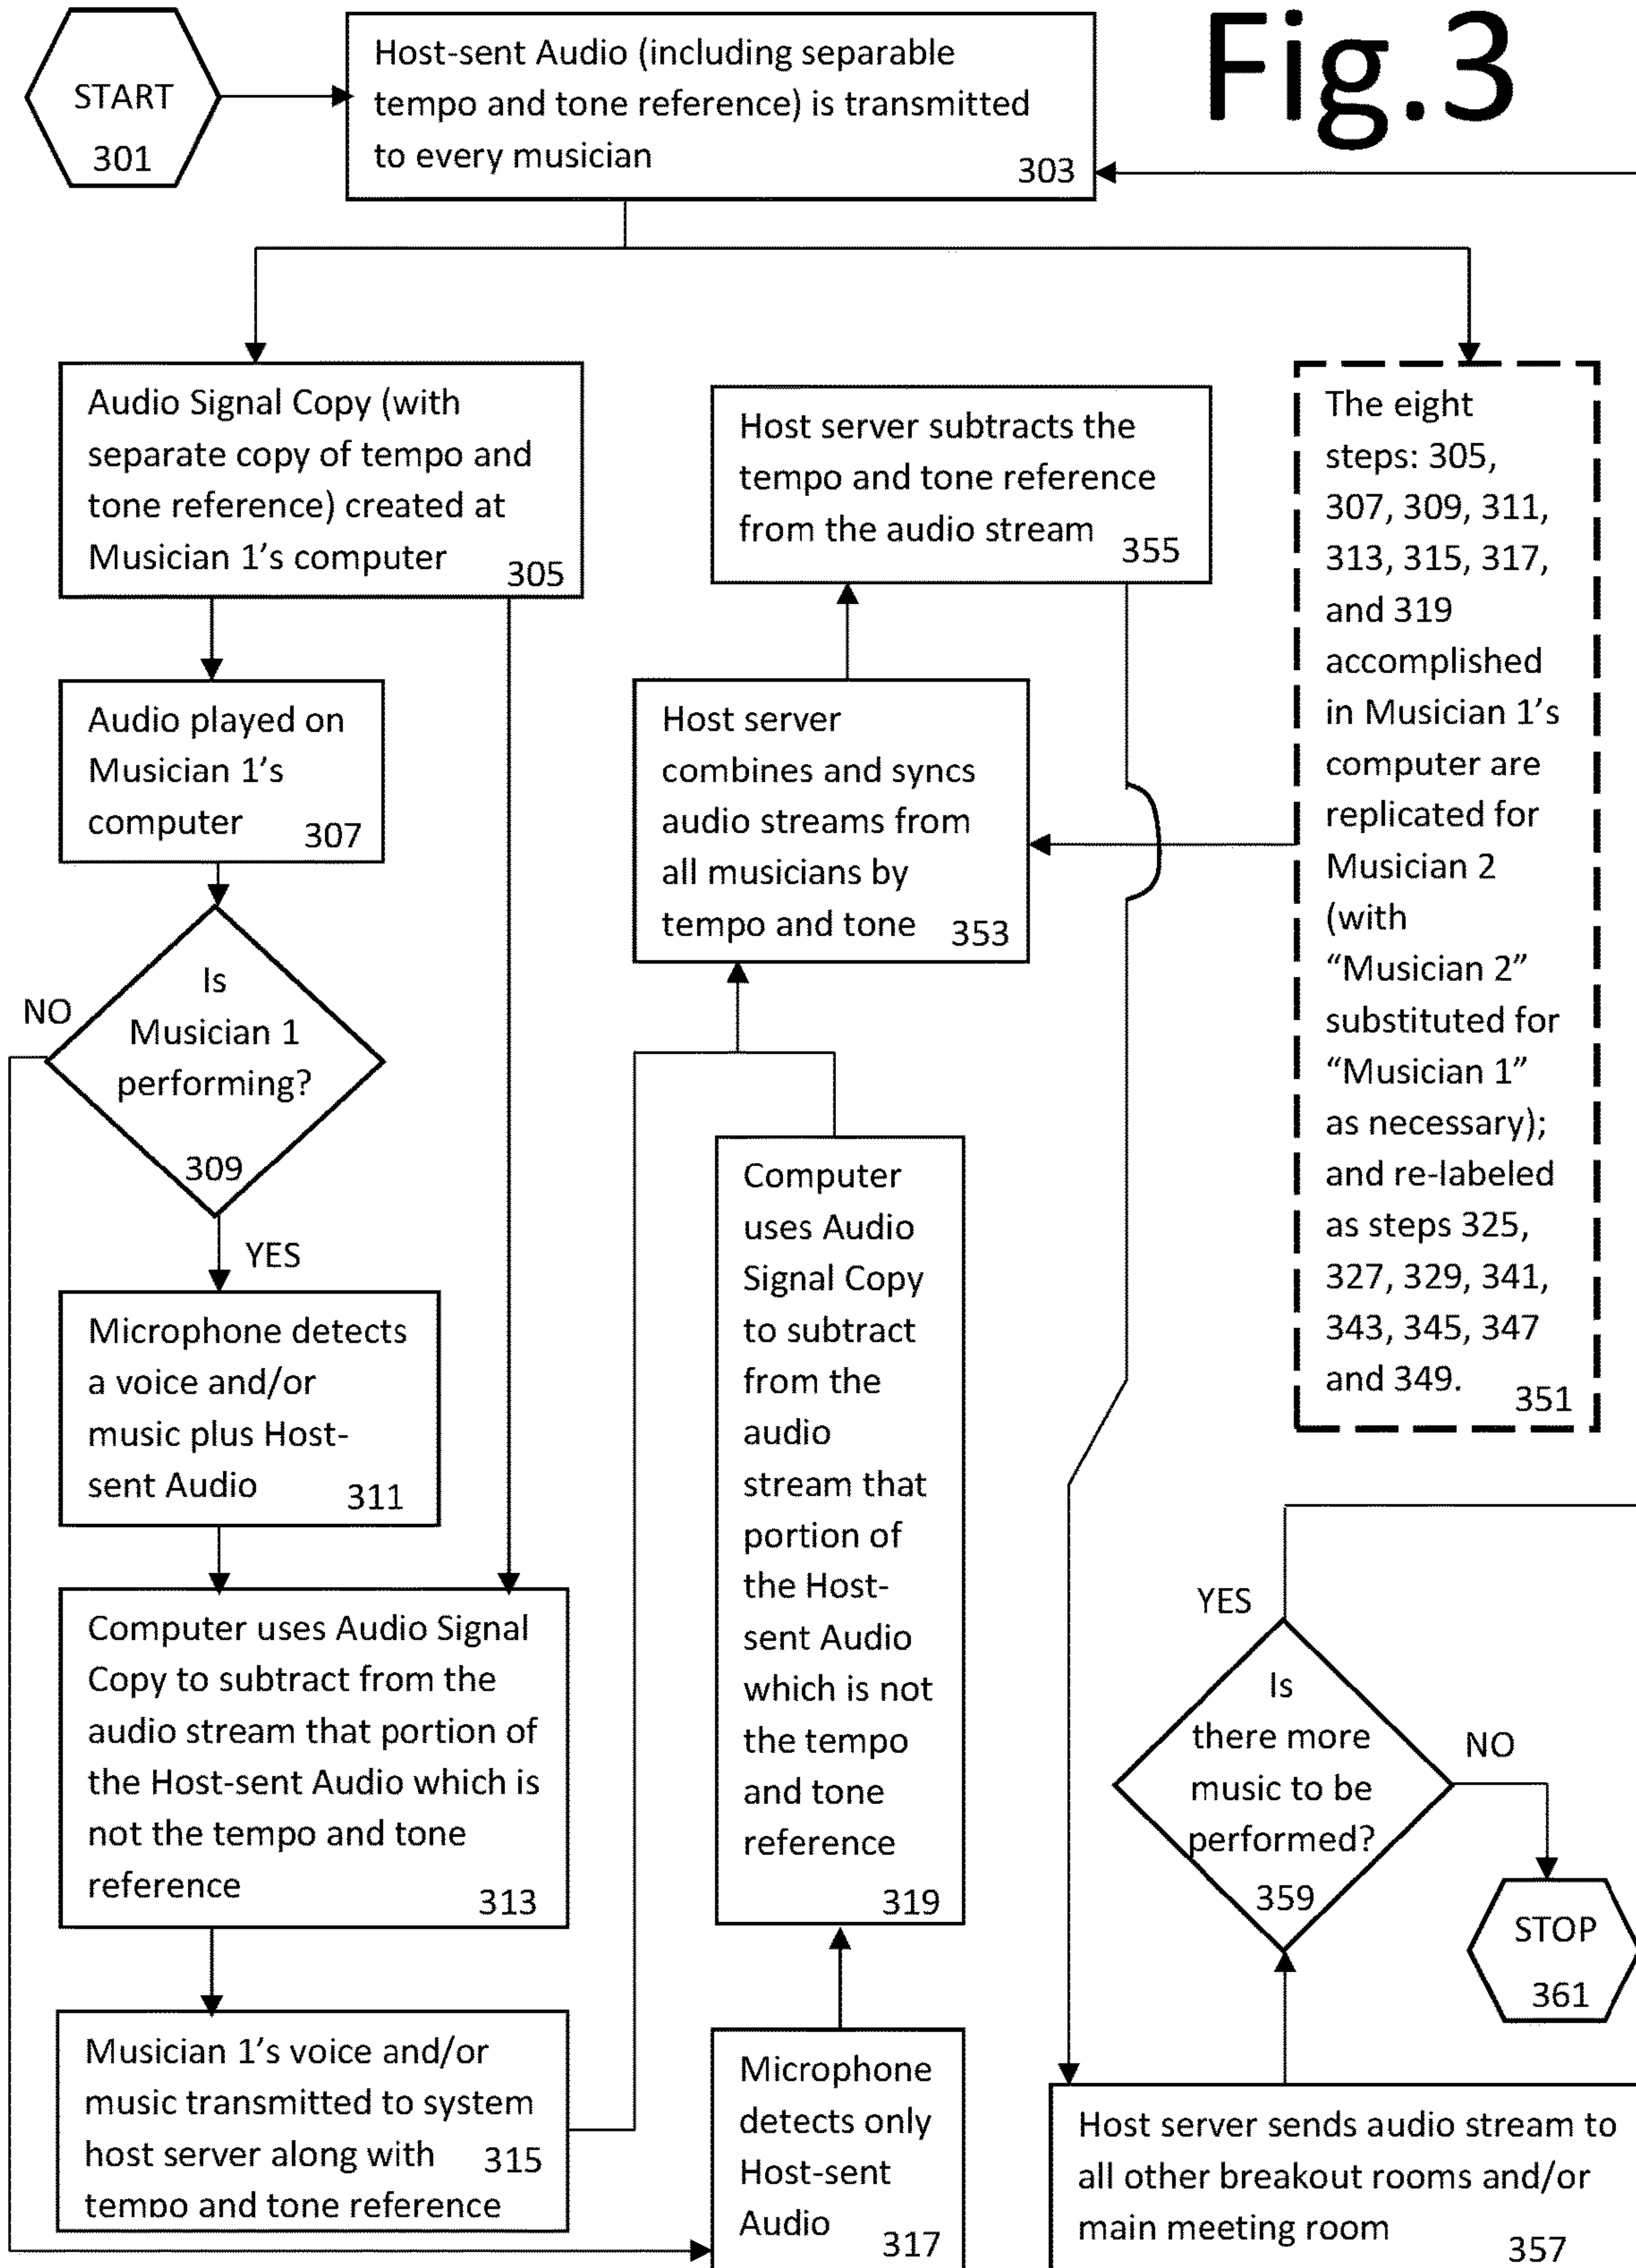 Fig.3
START
301
Host-sent Audio (including separable
tempo and tone reference) is transmitted
to every musician
303
Audio Signal Copy (with
separate copy of tempo and
tone reference) created at
Musician 1’s computer
305
Audio played on
Musician 1’s
computer
307
Is
Musician 1
performing?
309
NO
YES
Microphone detects
a voice and/or
music plus Host-
sent Audio
311
Computer uses Audio Signal
Copy to subtract from the
audio stream that portion of
the Host-sent Audio which is
not the tempo and tone
reference
313
Musician 1’s voice and/or
music transmitted to system
host server along with
tempo and tone reference
315
Microphone
detects only
Host-sent
Audio
317
Computer
uses Audio
Signal Copy
to subtract
from the
audio
stream that
portion of
the Host-
sent Audio
which is not
the tempo
and tone
reference
319
Host server
combines and syncs
audio streams from
all musicians by
tempo and tone
353
Host server subtracts the
tempo and tone reference
from the audio stream
355
The eight
steps: 305,
307, 309, 311,
313, 315, 317,
and 319
accomplished
in Musician 1’s
computer are
replicated for
Musician 2
(with
“Musician 2”
substituted for
“Musician 1”
as necessary);
and re-labeled
as steps 325,
327, 329, 341,
343, 345, 347
and 349.
351
Host server sends audio stream to
all other breakout rooms and/or
main meeting room
357
Is
there more
music to be
performed?
359
YES
NO
STOP
361